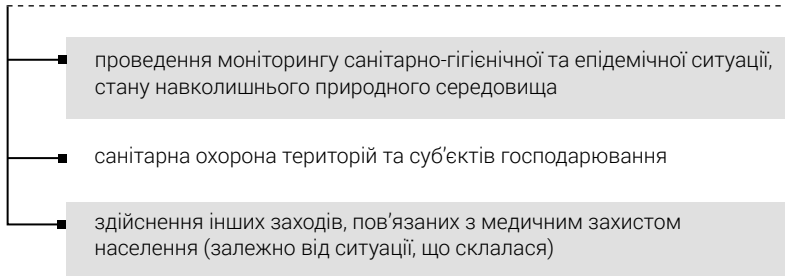 проведення моніторингу санітарно-гігієнічної та епідемічної ситуації,
стану навколишнього природного середовища
санітарна охорона територій та суб’єктів господарювання
здійснення інших заходів, пов’язаних з медичним захистом
населення (залежно від ситуації, що склалася)